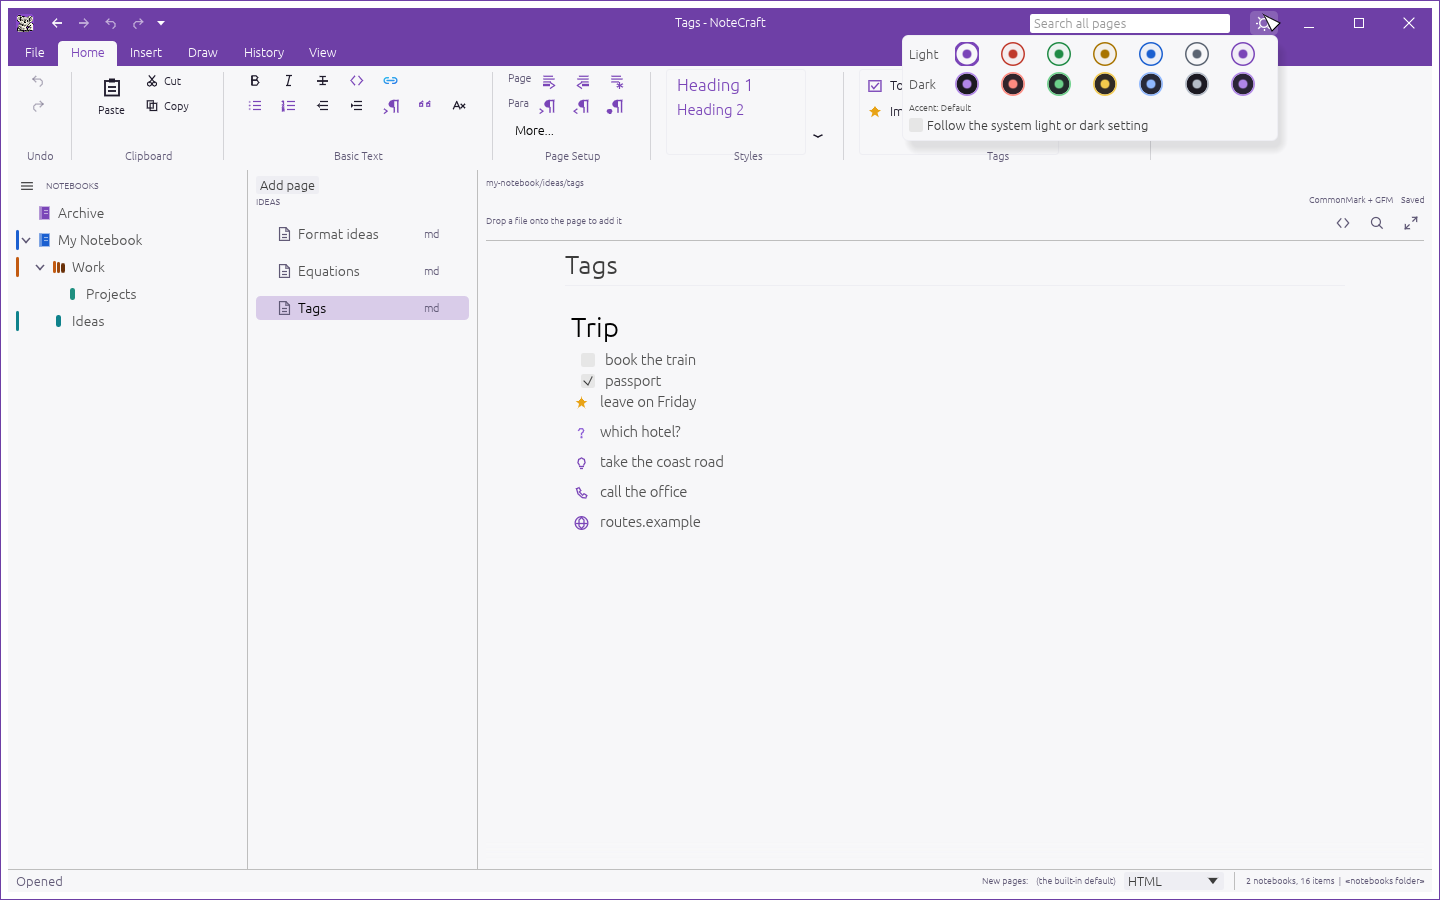 Tags - NoteCraft
Search all pages
File Home Insert Draw History View
Light
Dark
Accent: Default
Follow the system light or dark setting
Paste
Cut
Copy
Page
Para
More...
Heading 1
Heading 2
Undo
Clipboard
Basic Text
Page Setup
Styles
Tags
NOTEBOOKS
Archive
My Notebook
Work
Projects
Ideas
Add page
IDEAS
Format ideas md
Equations md
Tags md
my-notebook/ideas/tags
CommonMark + GFM Saved
Drop a file onto the page to add it
Tags
Trip
book the train
passport
leave on Friday
? which hotel?
take the coast road
call the office
routes.example
Opened
New pages: (the built-in default) HTML
2 notebooks, 16 items | «notebooks folder»